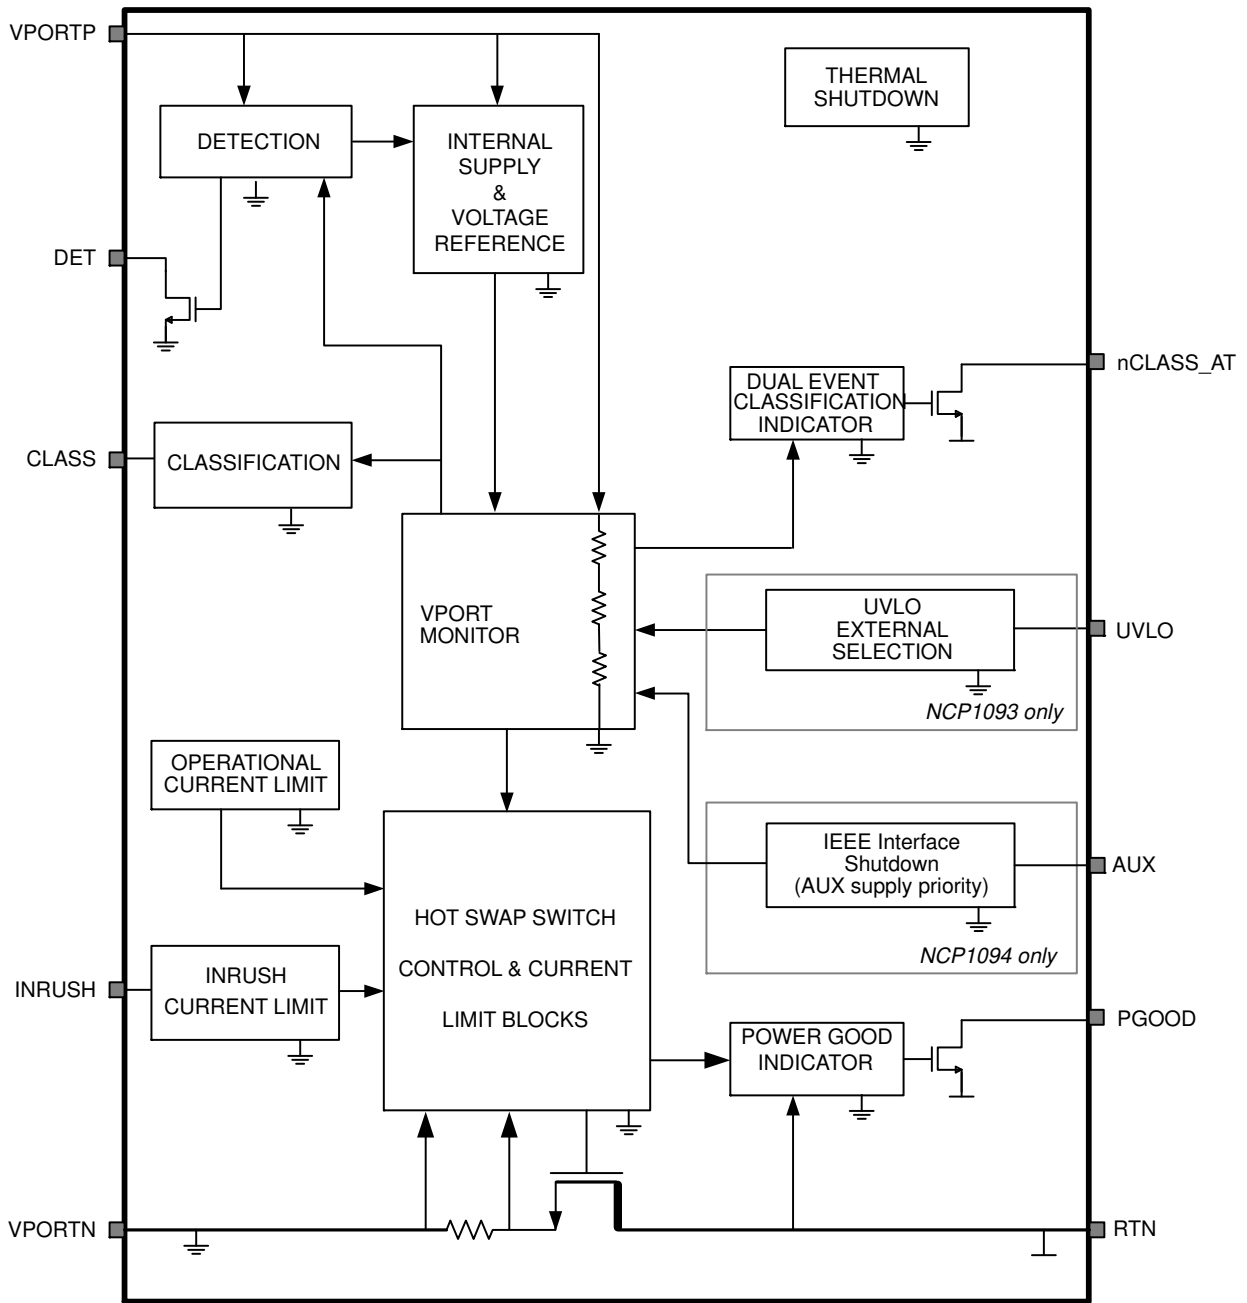 VPORTP
THERMAL
SHUTDOWN
DETECTION
INTERNAL
SUPPLY
&
VOLTAGE
REFERENCE
DET
nCLASS_AT
DUAL EVENT
CLASSIFICATION
INDICATOR
CLASS
CLASSIFICATION
VPORT
MONITOR
UVLO
EXTERNAL
SELECTION
UVLO
NCP1093 only
OPERATIONAL
CURRENT LIMIT
IEEE Interface
Shutdown
(AUX supply priority)
AUX
NCP1094 only
HOT SWAP SWITCH
CONTROL & CURRENT
LIMIT BLOCKS
INRUSH
INRUSH
CURRENT LIMIT
PGOOD
POWER GOOD
INDICATOR
VPORTN
RTN